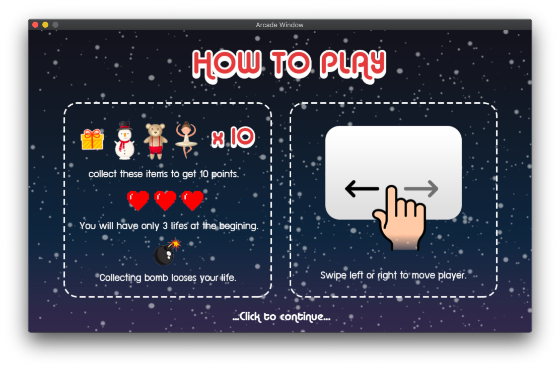 Arcade Window
HOW TO PLAY
x 10
collect these items to get 10 points.
You will have only 3 lifes at the begining.
Collecting bomb looses your life.
Swipe left or right to move player.
...Click to continue...